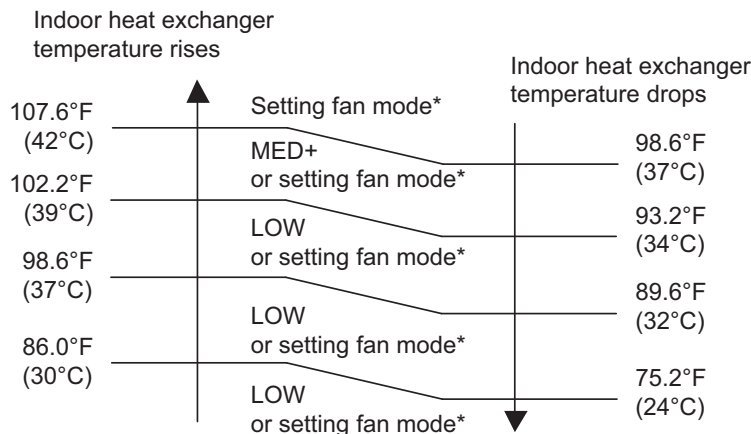 Indoor heat exchanger
temperature rises
Indoor heat exchanger
temperature drops
107.6°F
(42°C)
102.2°F
(39°C)
98.6°F
(37°C)
86.0°F
(30°C)
Setting fan mode*
MED+
or setting fan mode*
LOW
or setting fan mode*
LOW
or setting fan mode*
LOW
or setting fan mode*
98.6°F
(37°C)
93.2°F
(34°C)
89.6°F
(32°C)
75.2°F
(24°C)